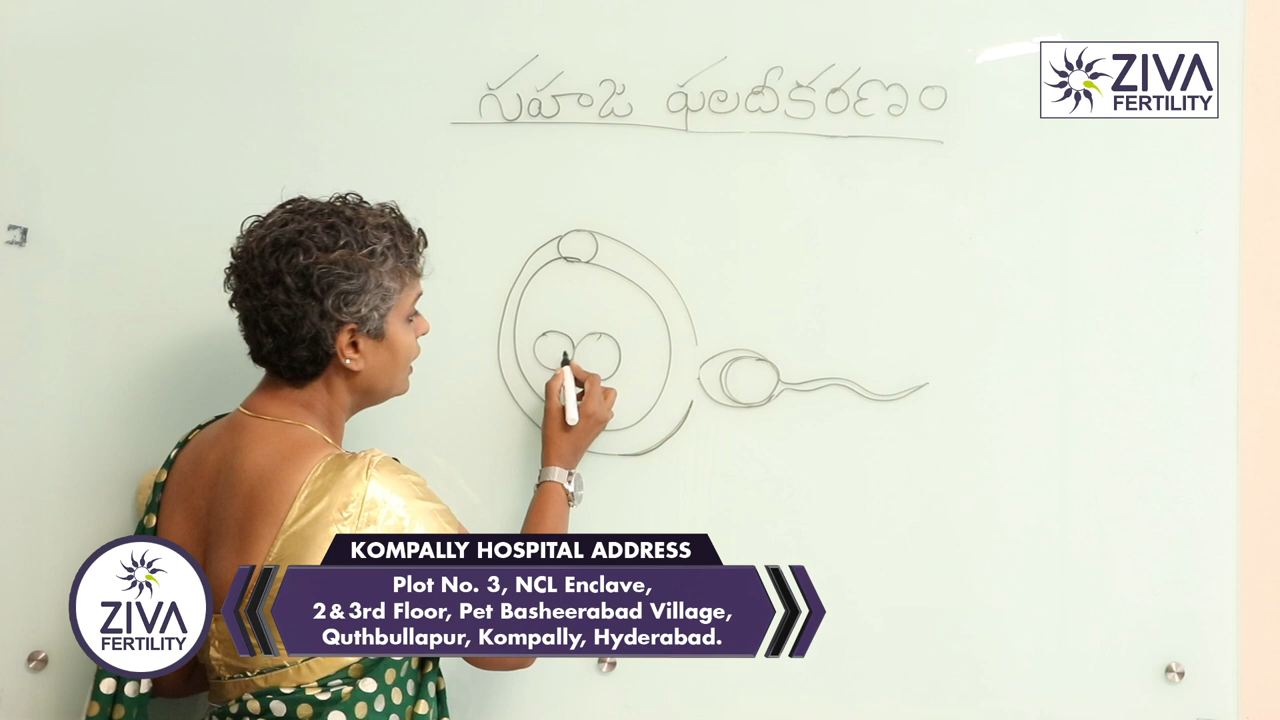 సహజ ఫలదీకరణం
ZIVA
FERTILITY
KOMPALLY HOSPITAL ADDRESS
Plot No. 3, NCL Enclave,
2 & 3rd Floor, Pet Basheerabad Village,
Quthbullapur, Kompally, Hyderabad.
ZIVA
FERTILITY